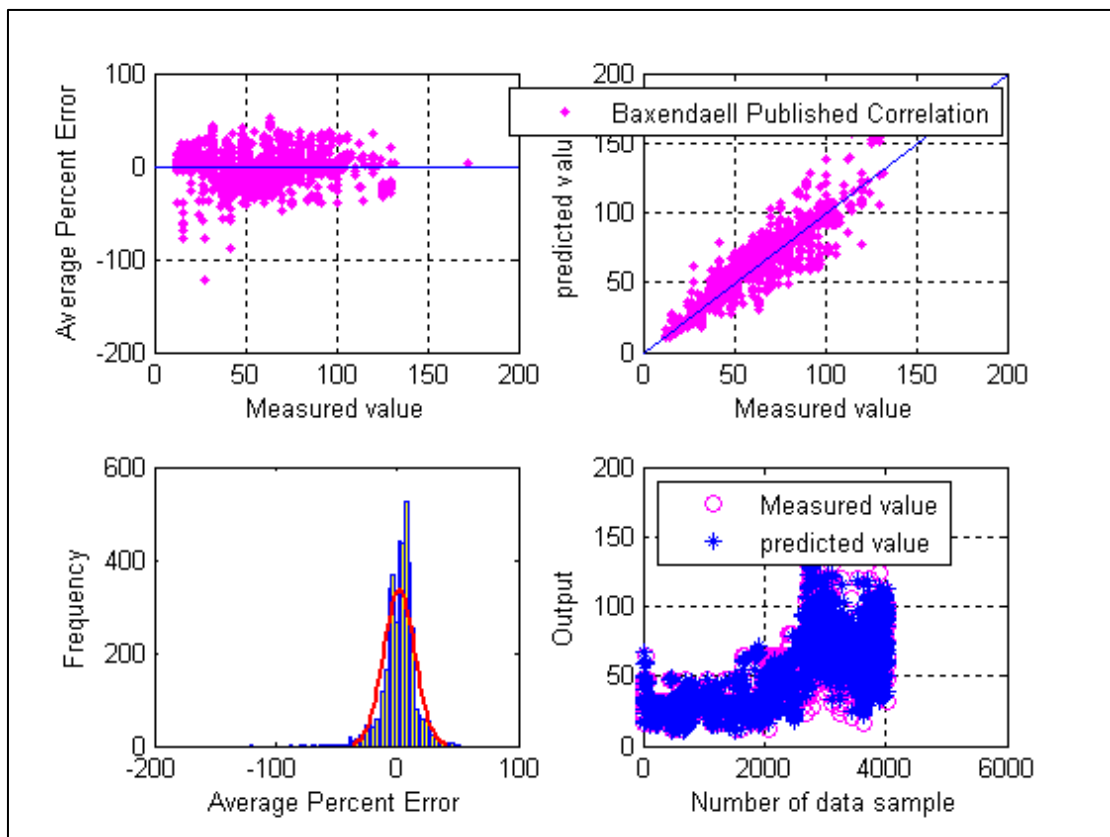 100
0
-100
-200
Average Percent Error
0 50 100 150 200
Measured value
200
150
100
50
0
predicted valu
Baxendaell Published Correlation
0 50 100 150 200
Measured value
600
400
200
0
Frequency
-200 -100 0 100
Average Percent Error
200
150
100
50
0
Output
Measured value
predicted value
0 2000 4000 6000
Number of data sample